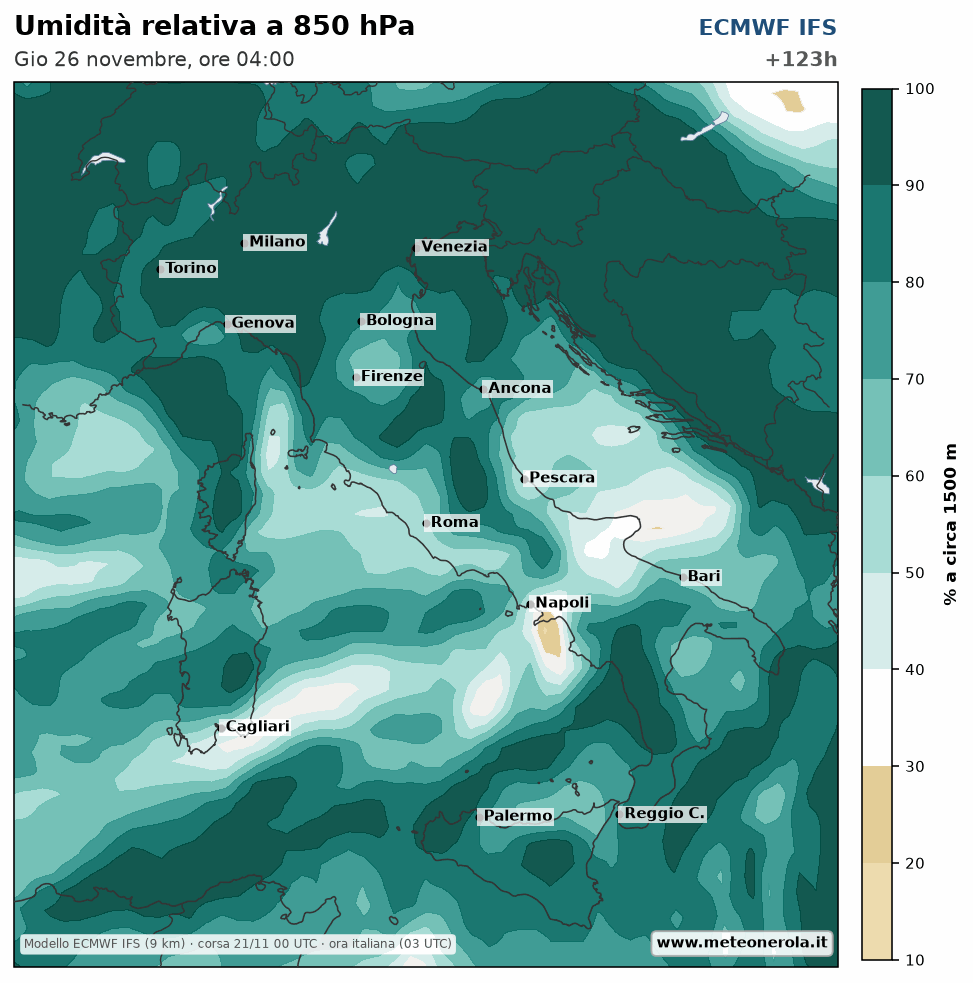 Umidità relativa a 850 hPa
ECMWF IFS
Gio 26 novembre, ore 04:00
+123h
100
90
80
70
60
50
40
30
20
10
% a circa 1500 m
Milano
Venezia
Torino
Genova
Bologna
Firenze
Ancona
Pescara
Roma
Bari
Napoli
Cagliari
Palermo
Reggio C.
Modello ECMWF IFS (9 km) · corsa 21/11 00 UTC · ora italiana (03 UTC)
www.meteonerola.it